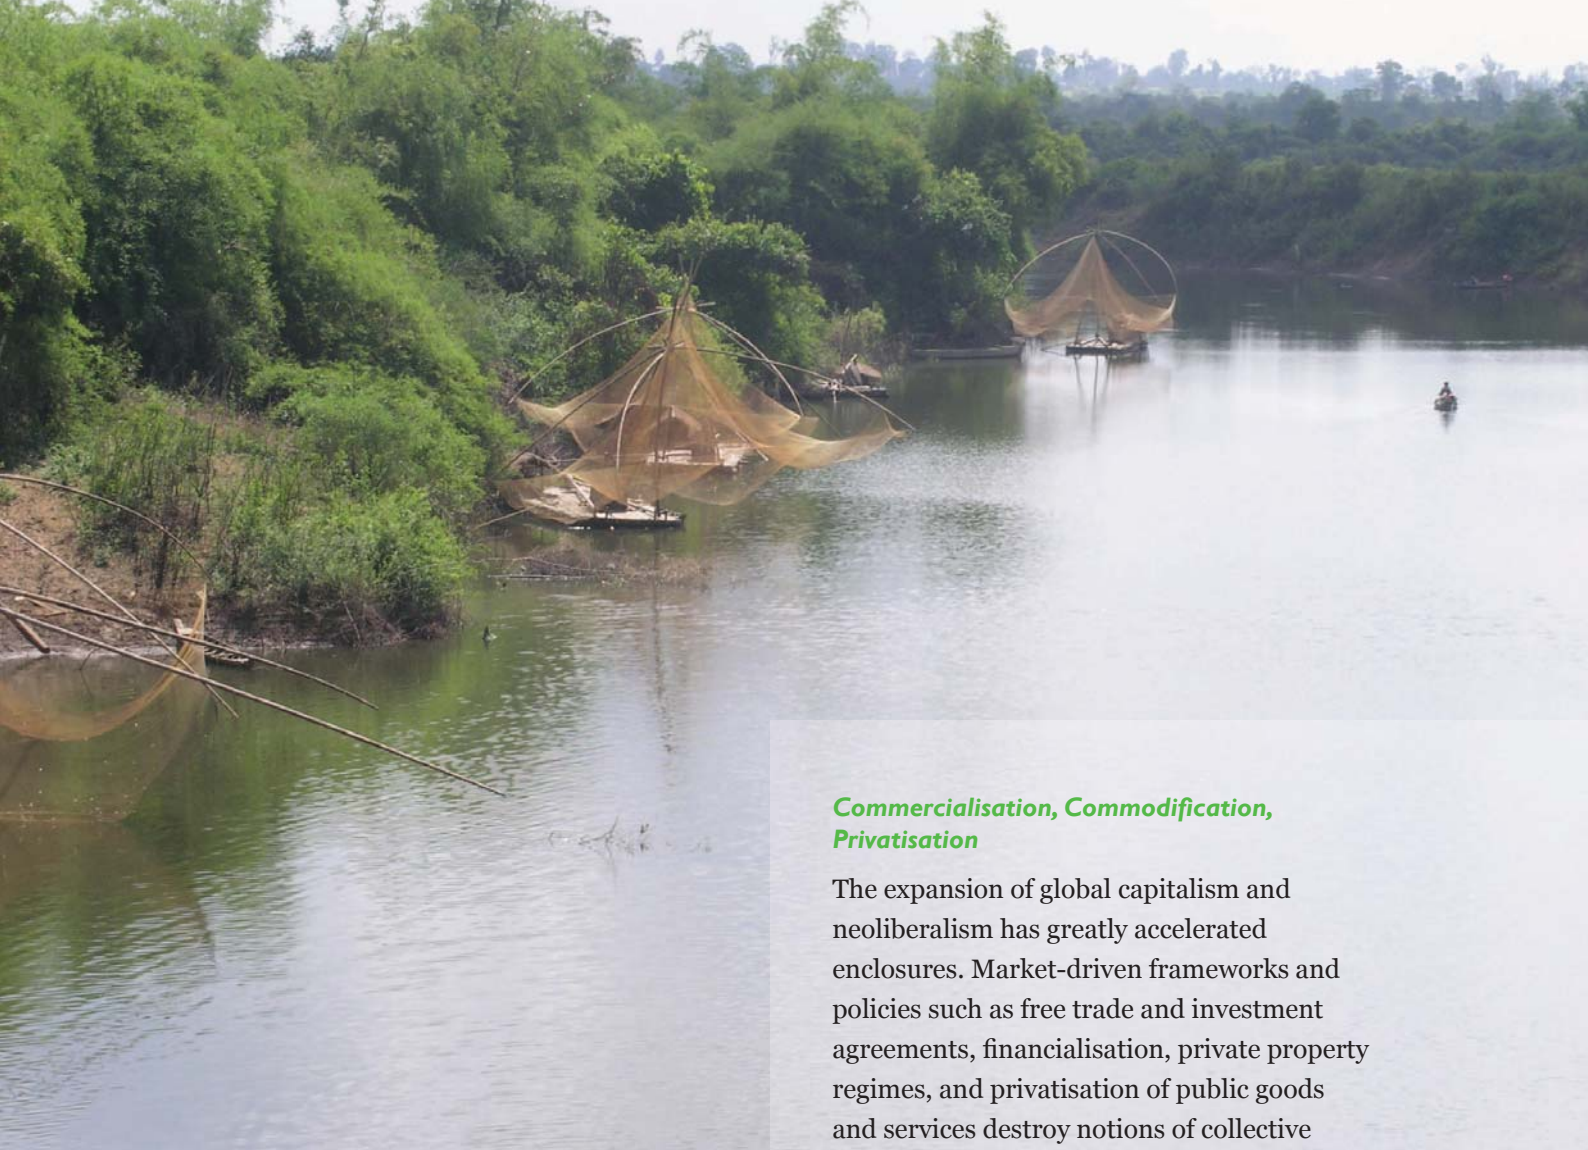 Commercialisation, Commodification,
Privatisation
The expansion of global capitalism and
neoliberalism has greatly accelerated
enclosures. Market-driven frameworks and
policies such as free trade and investment
agreements, financialisation, private property
regimes, and privatisation of public goods
and services destroy notions of collective